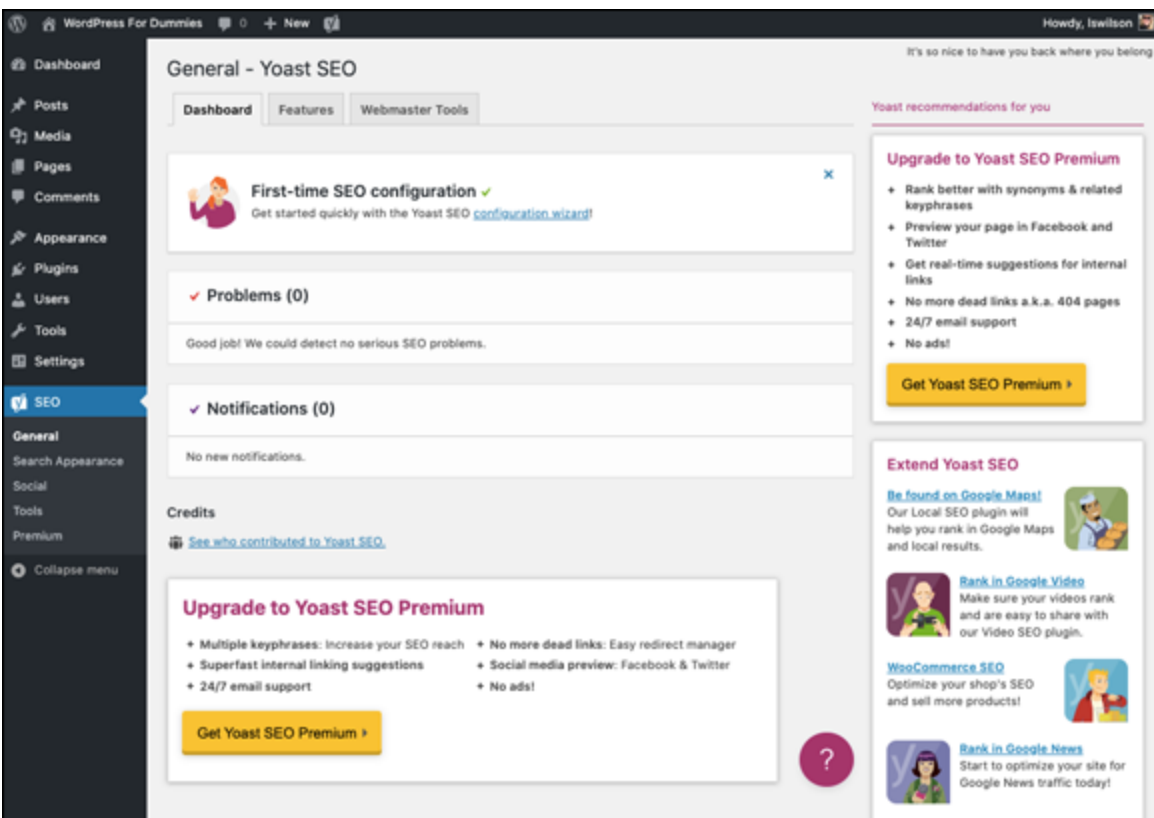 WordPress For Dummies 0 + New
Howdy, lswilson
Dashboard
Posts
Media
Pages
Comments
Appearance
Plugins
Users
Tools
Settings
SEO
General
Search Appearance
Social
Tools
Premium
Collapse menu
It's so nice to have you back where you belong
General - Yoast SEO
Dashboard Features Webmaster Tools
First-time SEO configuration ✓
Get started quickly with the Yoast SEO configuration wizard!
×
✓ Problems (0)
Good job! We could detect no serious SEO problems.
✓ Notifications (0)
No new notifications.
Credits
See who contributed to Yoast SEO.
Upgrade to Yoast SEO Premium
+ Multiple keyphrases: Increase your SEO reach + No more dead links: Easy redirect manager
+ Superfast internal linking suggestions + Social media preview: Facebook & Twitter
+ 24/7 email support + No ads!
Get Yoast SEO Premium ›
?
Yoast recommendations for you
Upgrade to Yoast SEO Premium
+ Rank better with synonyms & related
keyphrases
+ Preview your page in Facebook and
Twitter
+ Get real-time suggestions for internal
links
+ No more dead links a.k.a. 404 pages
+ 24/7 email support
+ No ads!
Get Yoast SEO Premium ›
Extend Yoast SEO
Be found on Google Maps!
Our Local SEO plugin will
help you rank in Google Maps
and local results.
Rank in Google Video
Make sure your videos rank
and are easy to share with
our Video SEO plugin.
WooCommerce SEO
Optimize your shop's SEO
and sell more products!
Rank in Google News
Start to optimize your site for
Google News traffic today!